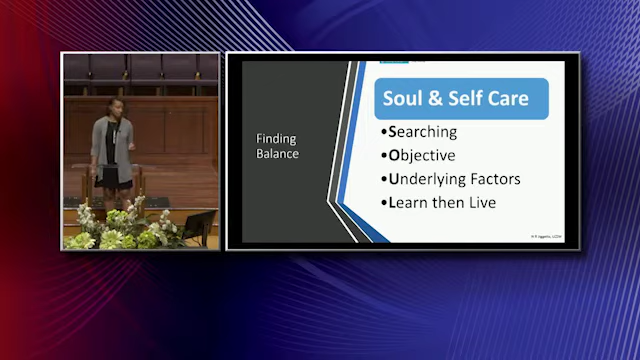 Finding
Balance
Soul & Self Care
•Searching
•Objective
•Underlying Factors
•Learn then Live